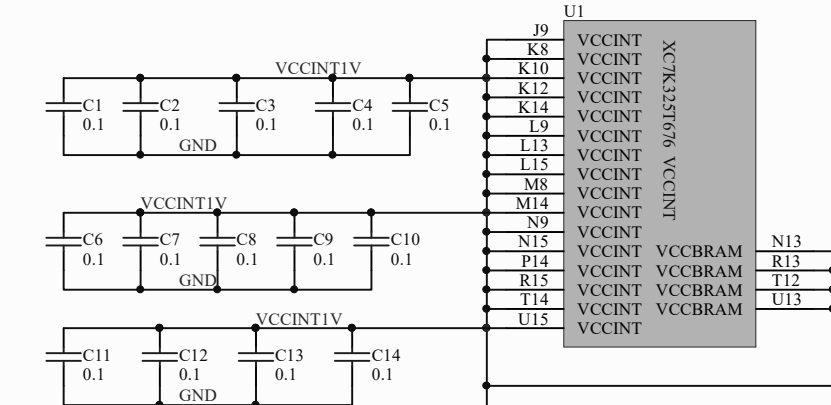 U1
J9 VCCINT
K8 VCCINT
K10 VCCINT
K12 VCCINT
K14 VCCINT
L9 VCCINT
L13 VCCINT
L15 VCCINT
M8 VCCINT
M14 VCCINT
N9 VCCINT
N15 VCCINT VCCBRAM N13
P14 VCCINT VCCBRAM R13
R15 VCCINT VCCBRAM T12
T14 VCCINT VCCBRAM U13
U15 VCCINT
XC7K325T676 VCCINT
VCCINT1V
C1 C2 C3 C4 C5
0.1 0.1 0.1 0.1 0.1
GND
VCCINT1V
C6 C7 C8 C9 C10
0.1 0.1 0.1 0.1 0.1
GND
VCCINT1V
C11 C12 C13 C14
0.1 0.1 0.1 0.1
GND